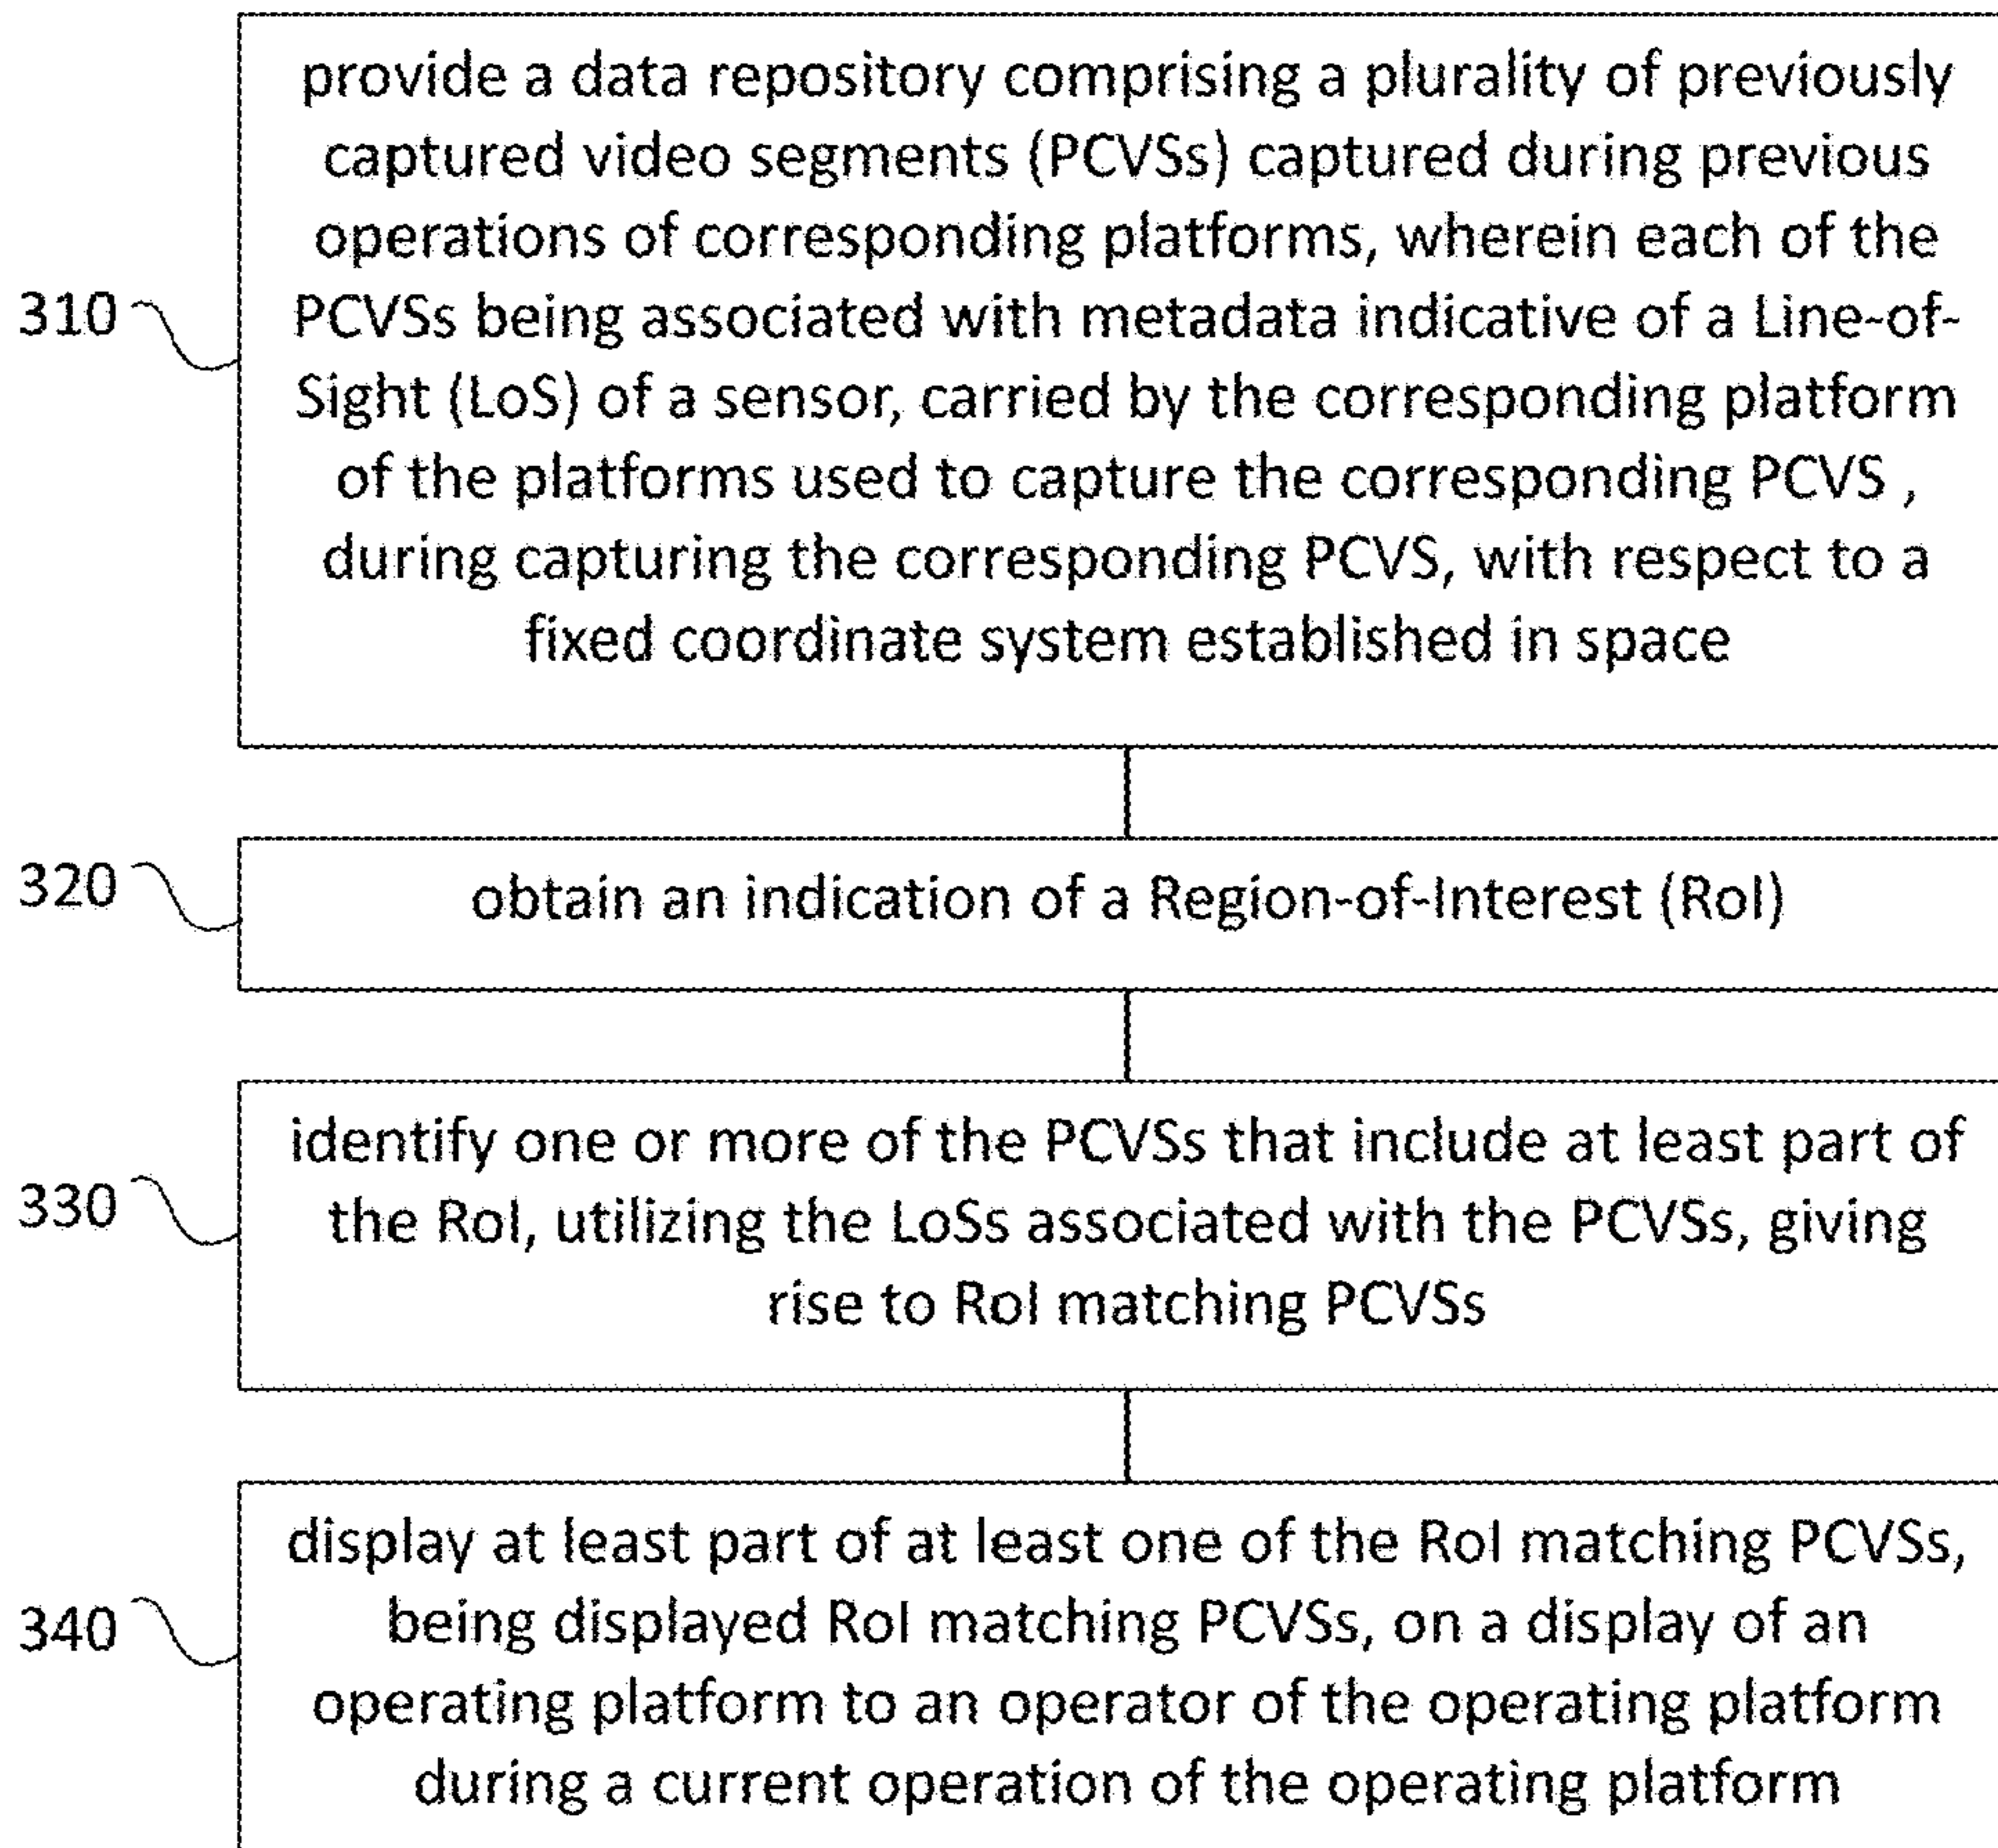 provide a data repository comprising a plurality of previously
captured video segments (PCVSs) captured during previous
operations of corresponding platforms, wherein each of the
310
PCVSs being associated with metadata indicative of a Line-of-
Sight (LoS) of a sensor, carried by the corresponding platform
of the platforms used to capture the corresponding PCVS ,
during capturing the corresponding PCVS, with respect to a
fixed coordinate system established in space
320
obtain an indication of a Region-of-Interest (RoI)
identify one or more of the PCVSs that include at least part of
330
the RoI, utilizing the LoSs associated with the PCVSs, giving
rise to RoI matching PCVSs
display at least part of at least one of the RoI matching PCVSs,
340
being displayed RoI matching PCVSs, on a display of an
operating platform to an operator of the operating platform
during a current operation of the operating platform